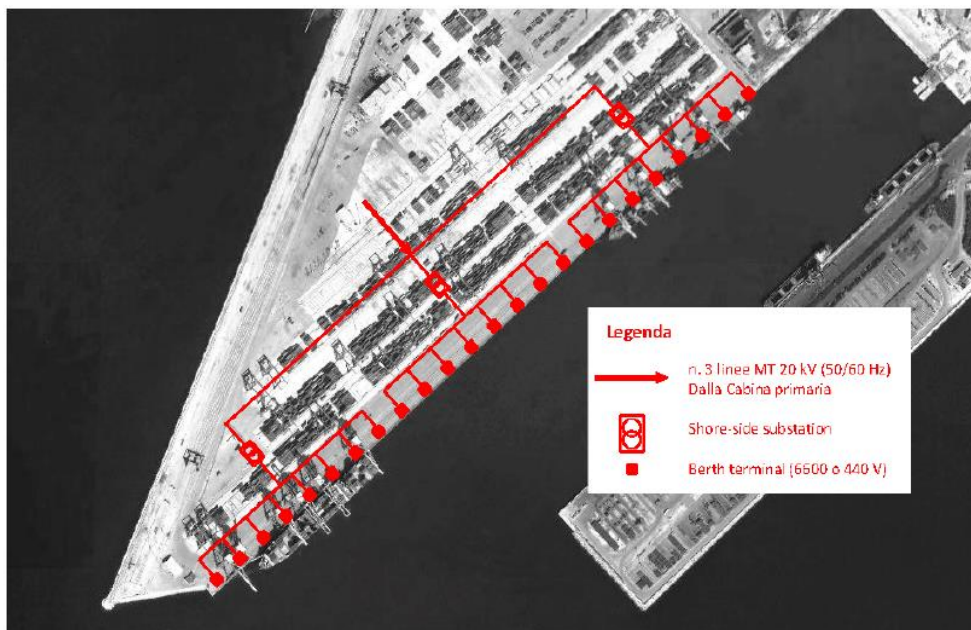 Legenda
n. 3 linee MT 20 kV (50/60 Hz)
Dalla Cabina primaria
Shore-side substation
Berth terminal (6600 o 440 V)